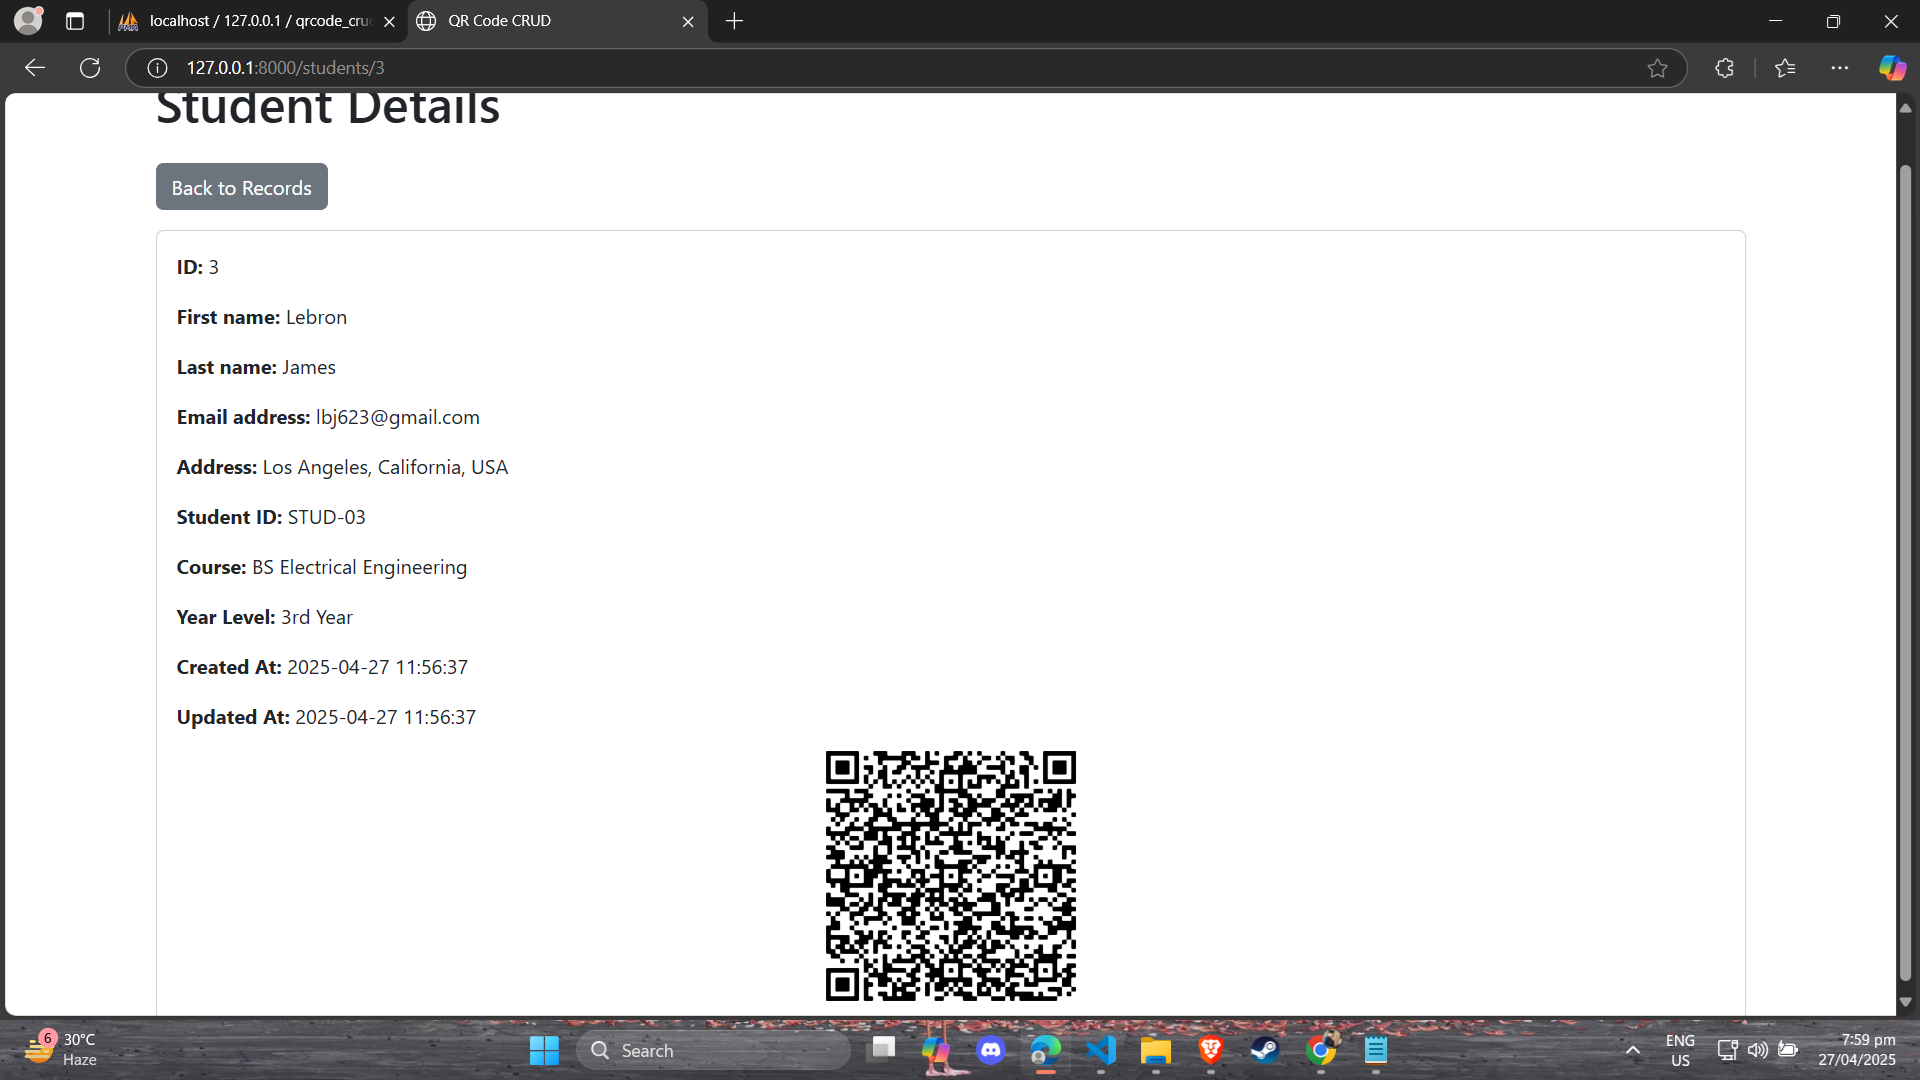 localhost / 127.0.0.1 / qrcode_cru
QR Code CRUD
127.0.0.1:8000/students/3
Student Details
Back to Records
ID: 3
First name: Lebron
Last name: James
Email address: lbj623@gmail.com
Address: Los Angeles, California, USA
Student ID: STUD-03
Course: BS Electrical Engineering
Year Level: 3rd Year
Created At: 2025-04-27 11:56:37
Updated At: 2025-04-27 11:56:37
6
30°C
Haze
Search
ENG
US
7:59 pm
27/04/2025